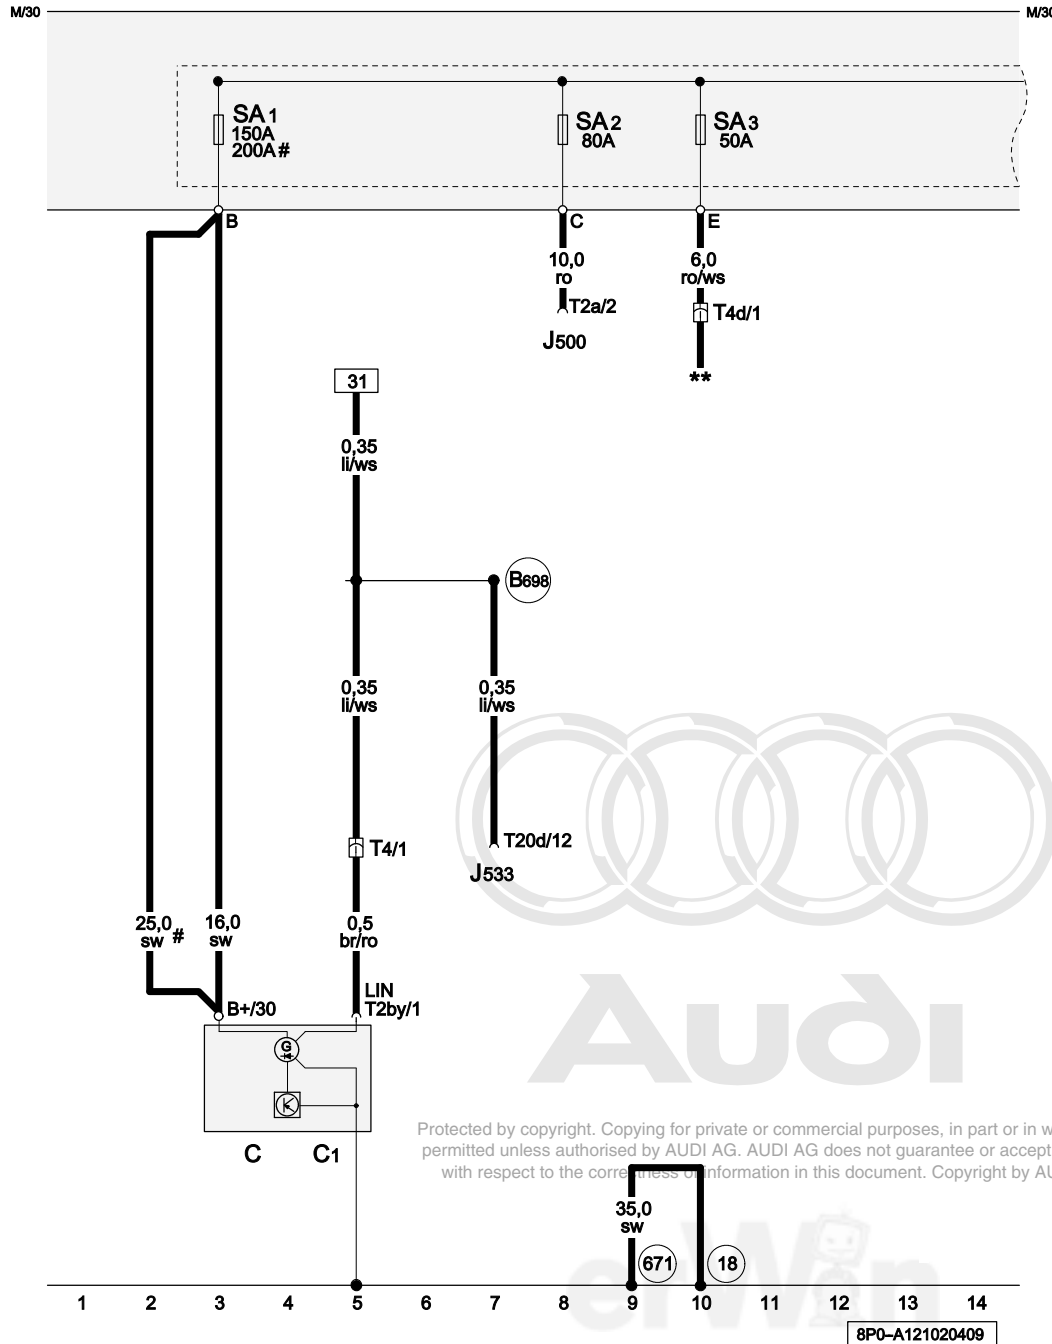 M/30
M/30
SA1
150A
200A#
SA2
80A
SA3
50A
B
C
E
10,0
ro
6,0
ro/ws
T2a/2
T4d/1
J500
**
31
0,35
li/ws
B698
0,35
li/ws
0,35
li/ws
T4/1
T20d/12
J533
25,0
sw #
16,0
sw
0,5
br/ro
B+/30
LIN
T2by/1
G
C
C1
Audi
Protected by copyright. Copying for private or commercial purposes, in part or in w
permitted unless authorised by AUDI AG. AUDI AG does not guarantee or accept
with respect to the correctness of information in this document. Copyright by AU
35,0
sw
671
18
erWin
1 2 3 4 5 6 7 8 9 10 11 12 13 14
8P0–A121020409